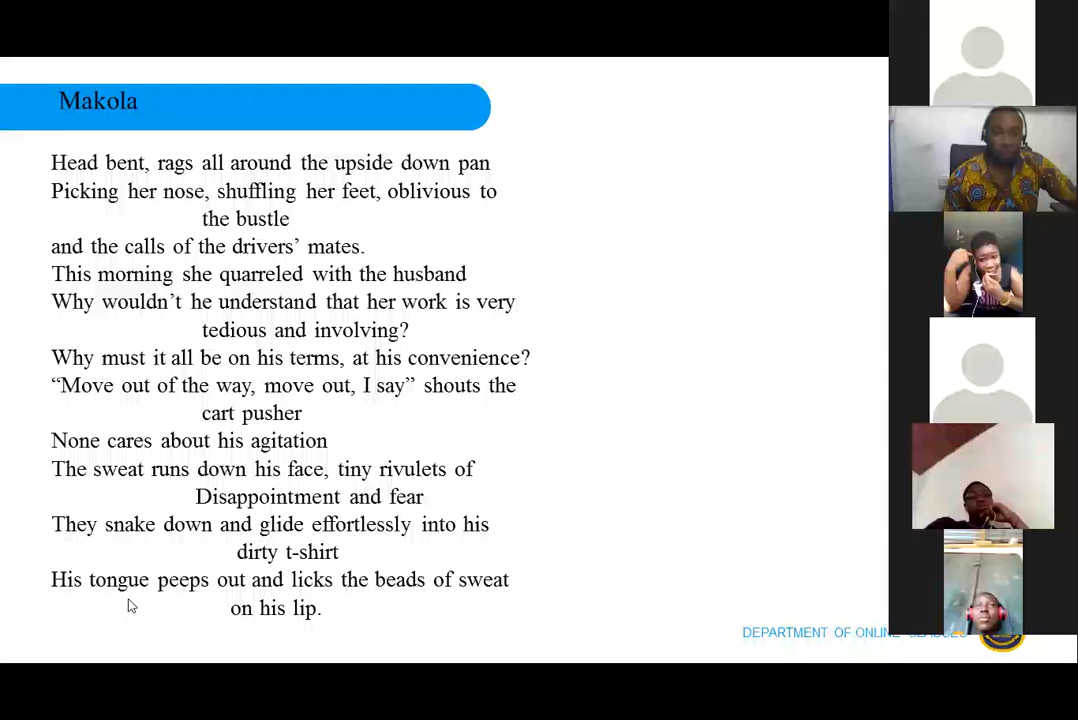 Makola
Head bent, rags all around the upside down pan
Picking her nose, shuffling her feet, oblivious to
the bustle
and the calls of the drivers’ mates.
This morning she quarreled with the husband
Why wouldn’t he understand that her work is very
tedious and involving?
Why must it all be on his terms, at his convenience?
“Move out of the way, move out, I say” shouts the
cart pusher
None cares about his agitation
The sweat runs down his face, tiny rivulets of
Disappointment and fear
They snake down and glide effortlessly into his
dirty t-shirt
His tongue peeps out and licks the beads of sweat
on his lip.
DEPARTMENT OF ONLINE